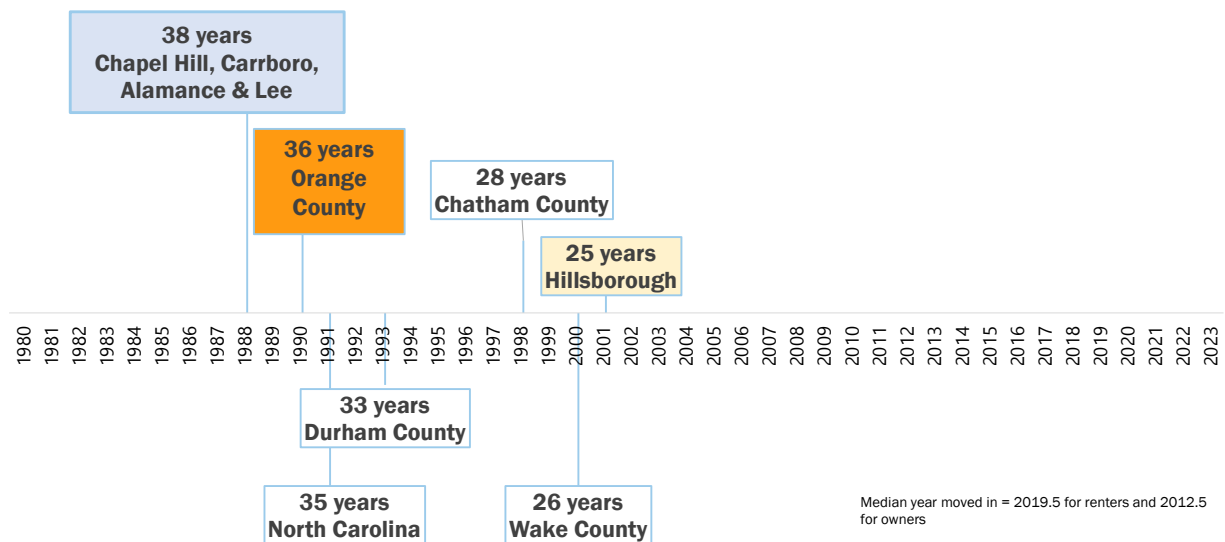 38 years
Chapel Hill, Carrboro,
Alamance & Lee
36 years
Orange
County
28 years
Chatham County
25 years
Hillsborough
1980
1981
1982
1983
1984
1985
1986
1987
1988
1989
1990
1991
1992
1993
1994
1995
1996
1997
1998
1999
2000
2001
2002
2003
2004
2005
2006
2007
2008
2009
2010
2011
2012
2013
2014
2015
2016
2017
2018
2019
2020
2021
2022
2023
33 years
Durham County
35 years
North Carolina
26 years
Wake County
Median year moved in = 2019.5 for renters and 2012.5
for owners